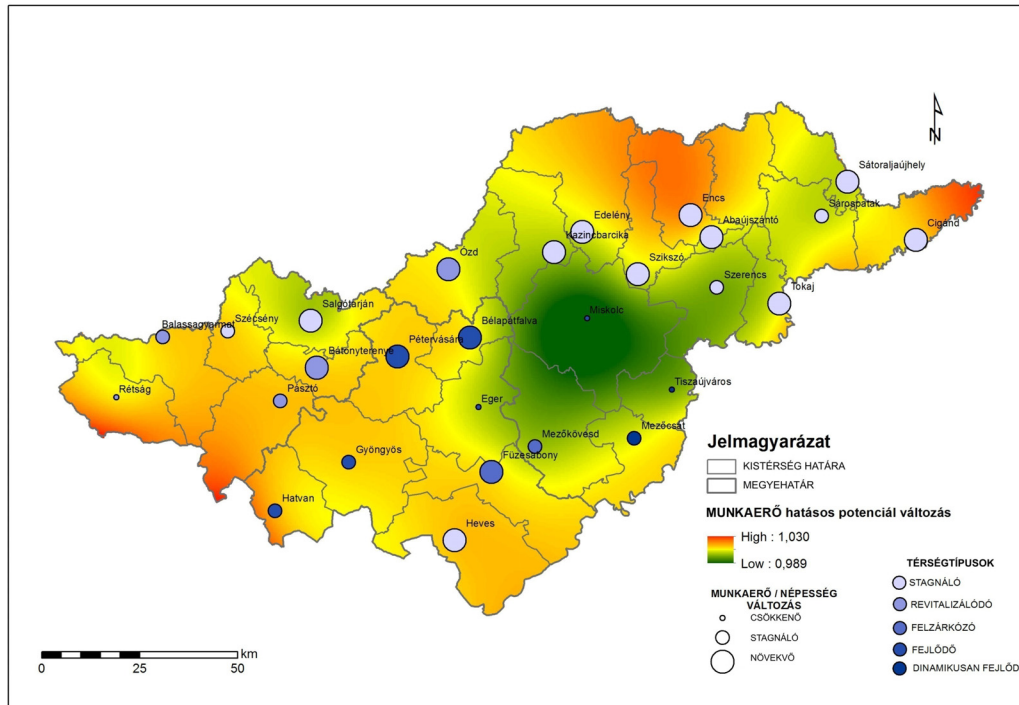 N
Sátoraljaújhely
Sárospatak
Encs
Cigánd
Edelény
Abaújszántó
Kazincbarcika
Ózd
Szikszó
Szerencs
Tokaj
Salgótarján
Miskolc
Szécsény
Bélapátfalva
Balassagyarmat
Pétervására
Bátonyterenye
Tiszaújváros
Rétság
Pásztó
Eger
Mezőcsát
Mezőkövesd
Gyöngyös
Füzesabony
Hatvan
Heves
Jelmagyarázat
KISTÉRSÉG HATÁRA
MEGYEHATÁR
MUNKAERŐ hatásos potenciál változás
High : 1,030
Low : 0,989
MUNKAERŐ / NÉPESSÉG
VÁLTOZÁS
CSÖKKENŐ
STAGNÁLÓ
NÖVEKVŐ
TÉRSÉGTÍPUSOK
STAGNÁLÓ
REVITALIZÁLÓDÓ
FELZÁRKÓZÓ
FEJLŐDŐ
DINAMIKUSAN FEJLŐD
km
0 25 50